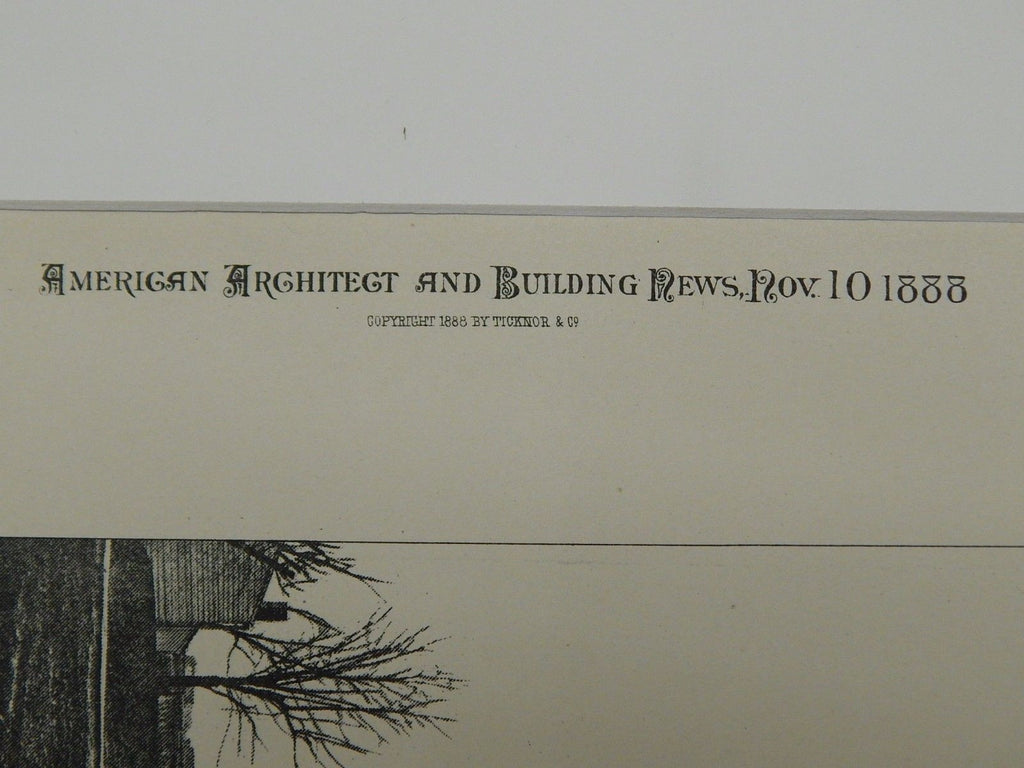 AMERICAN ARCHITECT AND BUILDING NEWS, NOV. 10 1888
COPYRIGHT 1888 BY TICKNOR & CO